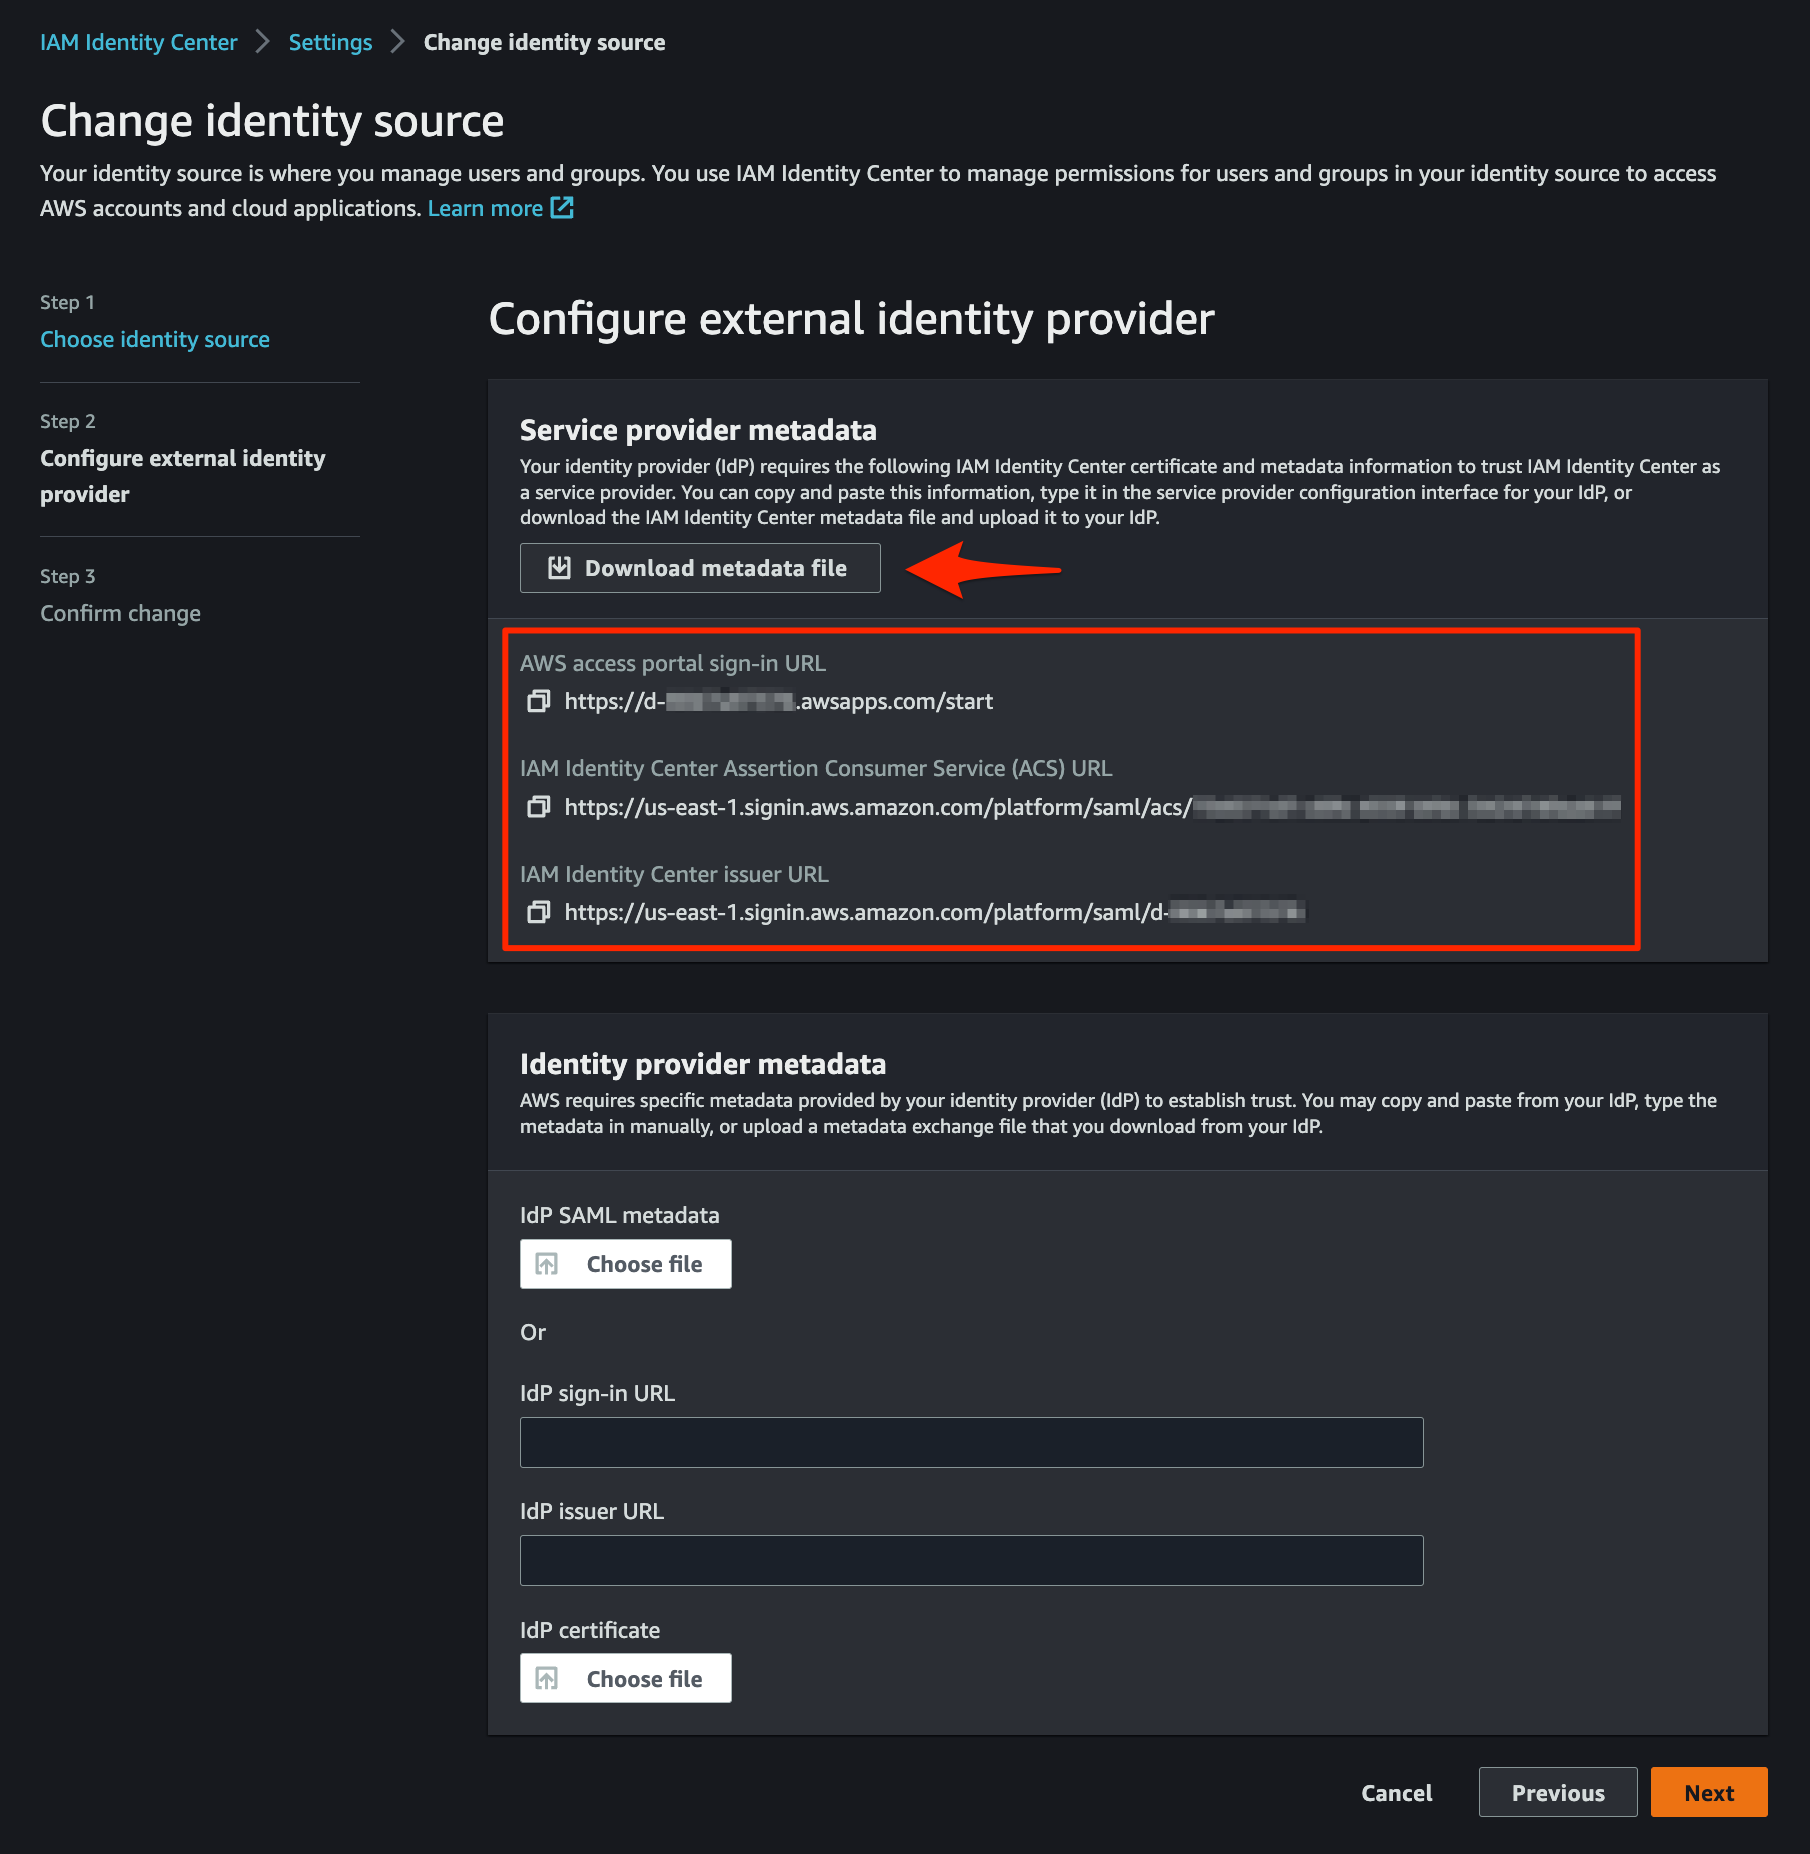 IAM Identity Center > Settings > Change identity source
Change identity source
Your identity source is where you manage users and groups. You use IAM Identity Center to manage permissions for users and groups in your identity source to access
AWS accounts and cloud applications. Learn more
Step 1
Choose identity source
Step 2
Configure external identity
provider
Step 3
Confirm change
Configure external identity provider
Service provider metadata
Your identity provider (IdP) requires the following IAM Identity Center certificate and metadata information to trust IAM Identity Center as
a service provider. You can copy and paste this information, type it in the service provider configuration interface for your IdP, or
download the IAM Identity Center metadata file and upload it to your IdP.
Download metadata file
AWS access portal sign-in URL
https://d- .awsapps.com/start
IAM Identity Center Assertion Consumer Service (ACS) URL
https://us-east-1.signin.aws.amazon.com/platform/saml/acs/
IAM Identity Center issuer URL
https://us-east-1.signin.aws.amazon.com/platform/saml/d-
Identity provider metadata
AWS requires specific metadata provided by your identity provider (IdP) to establish trust. You may copy and paste from your IdP, type the
metadata in manually, or upload a metadata exchange file that you download from your IdP.
IdP SAML metadata
Choose file
Or
IdP sign-in URL
IdP issuer URL
IdP certificate
Choose file
Cancel Previous Next